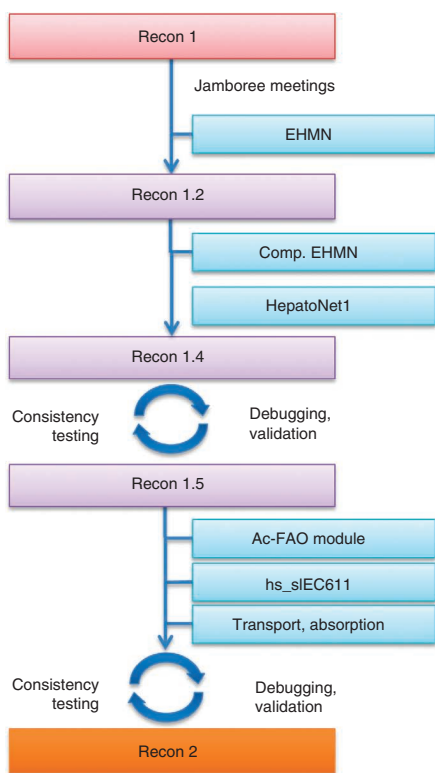 Recon 1
Jamboree meetings
EHMN
Recon 1.2
Comp. EHMN
HepatoNet1
Recon 1.4
Consistency
testing
Debugging,
validation
Recon 1.5
Ac-FAO module
hs_sIEC611
Transport, absorption
Consistency
testing
Debugging,
validation
Recon 2